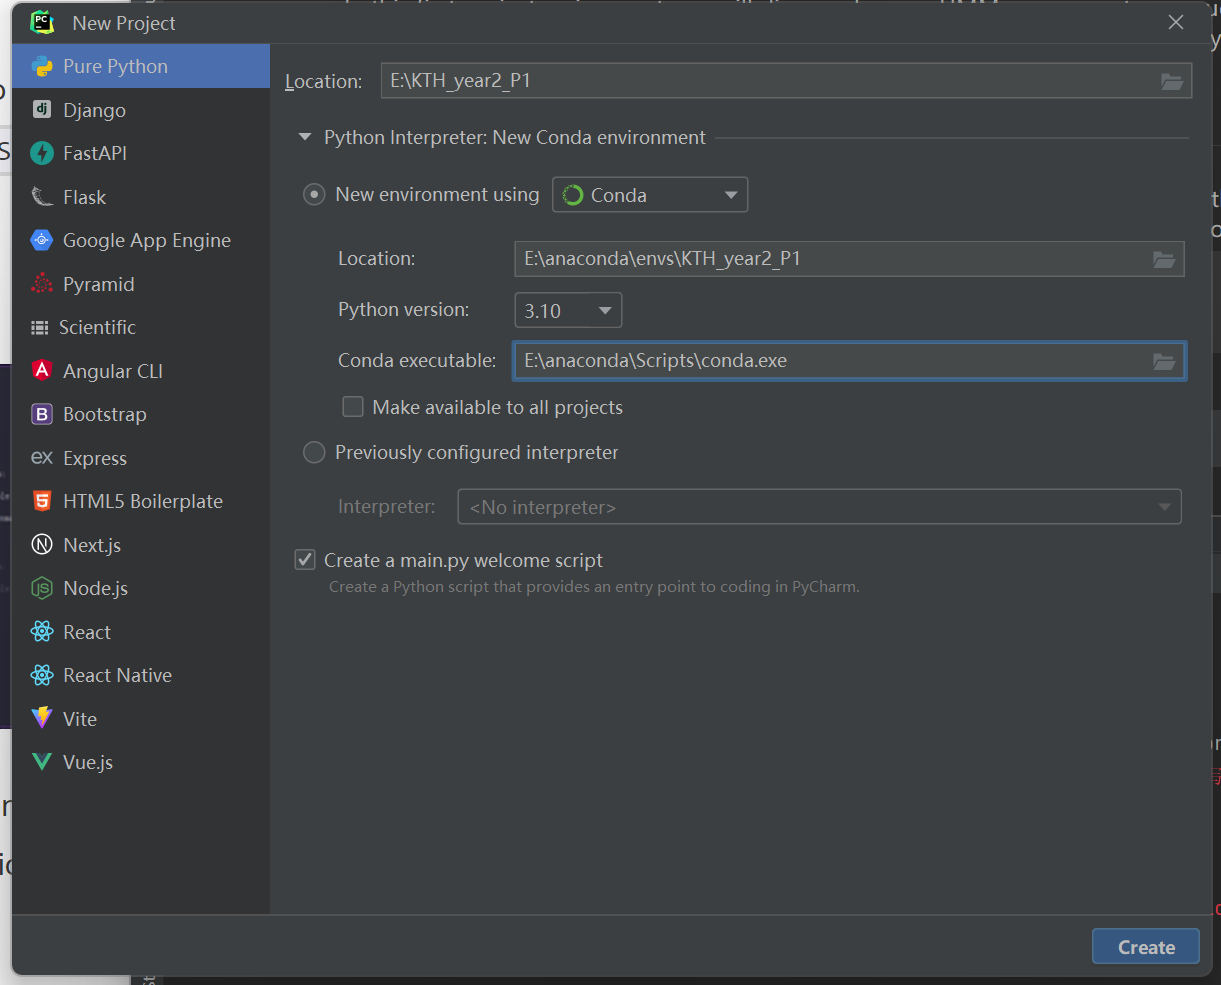 New Project
Pure Python
Django
FastAPI
Flask
Google App Engine
Pyramid
Scientific
Angular CLI
Bootstrap
Express
HTML5 Boilerplate
Next.js
Node.js
React
React Native
Vite
Vue.js
Location: E:\KTH_year2_P1
Python Interpreter: New Conda environment
New environment using Conda
Location: E:\anaconda\envs\KTH_year2_P1
Python version: 3.10
Conda executable: E:\anaconda\Scripts\conda.exe
Make available to all projects
Previously configured interpreter
Interpreter: <No interpreter>
Create a main.py welcome script
Create a Python script that provides an entry point to coding in PyCharm.
Create